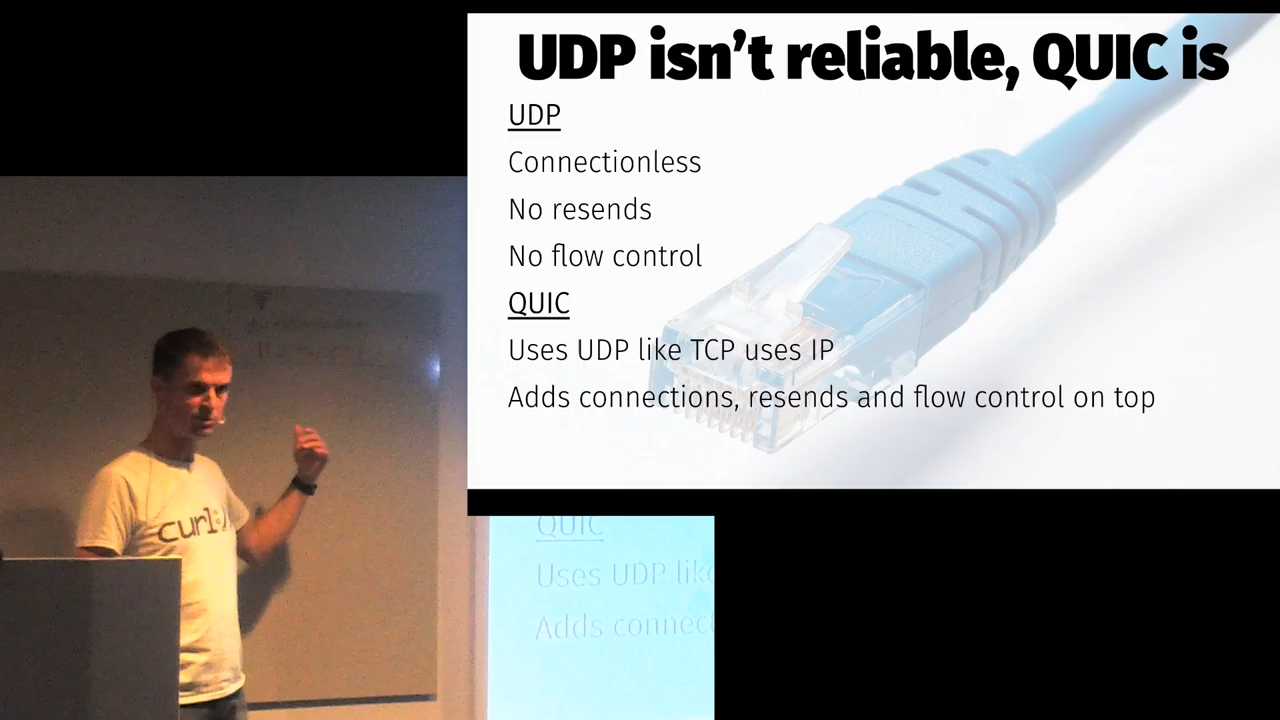 UDP isn't reliable, QUIC is
UDP
Connectionless
No resends
No flow control
QUIC
Uses UDP like TCP uses IP
Adds connections, resends and flow control on top
curl:/
QUIC
Uses UDP like
Adds connect